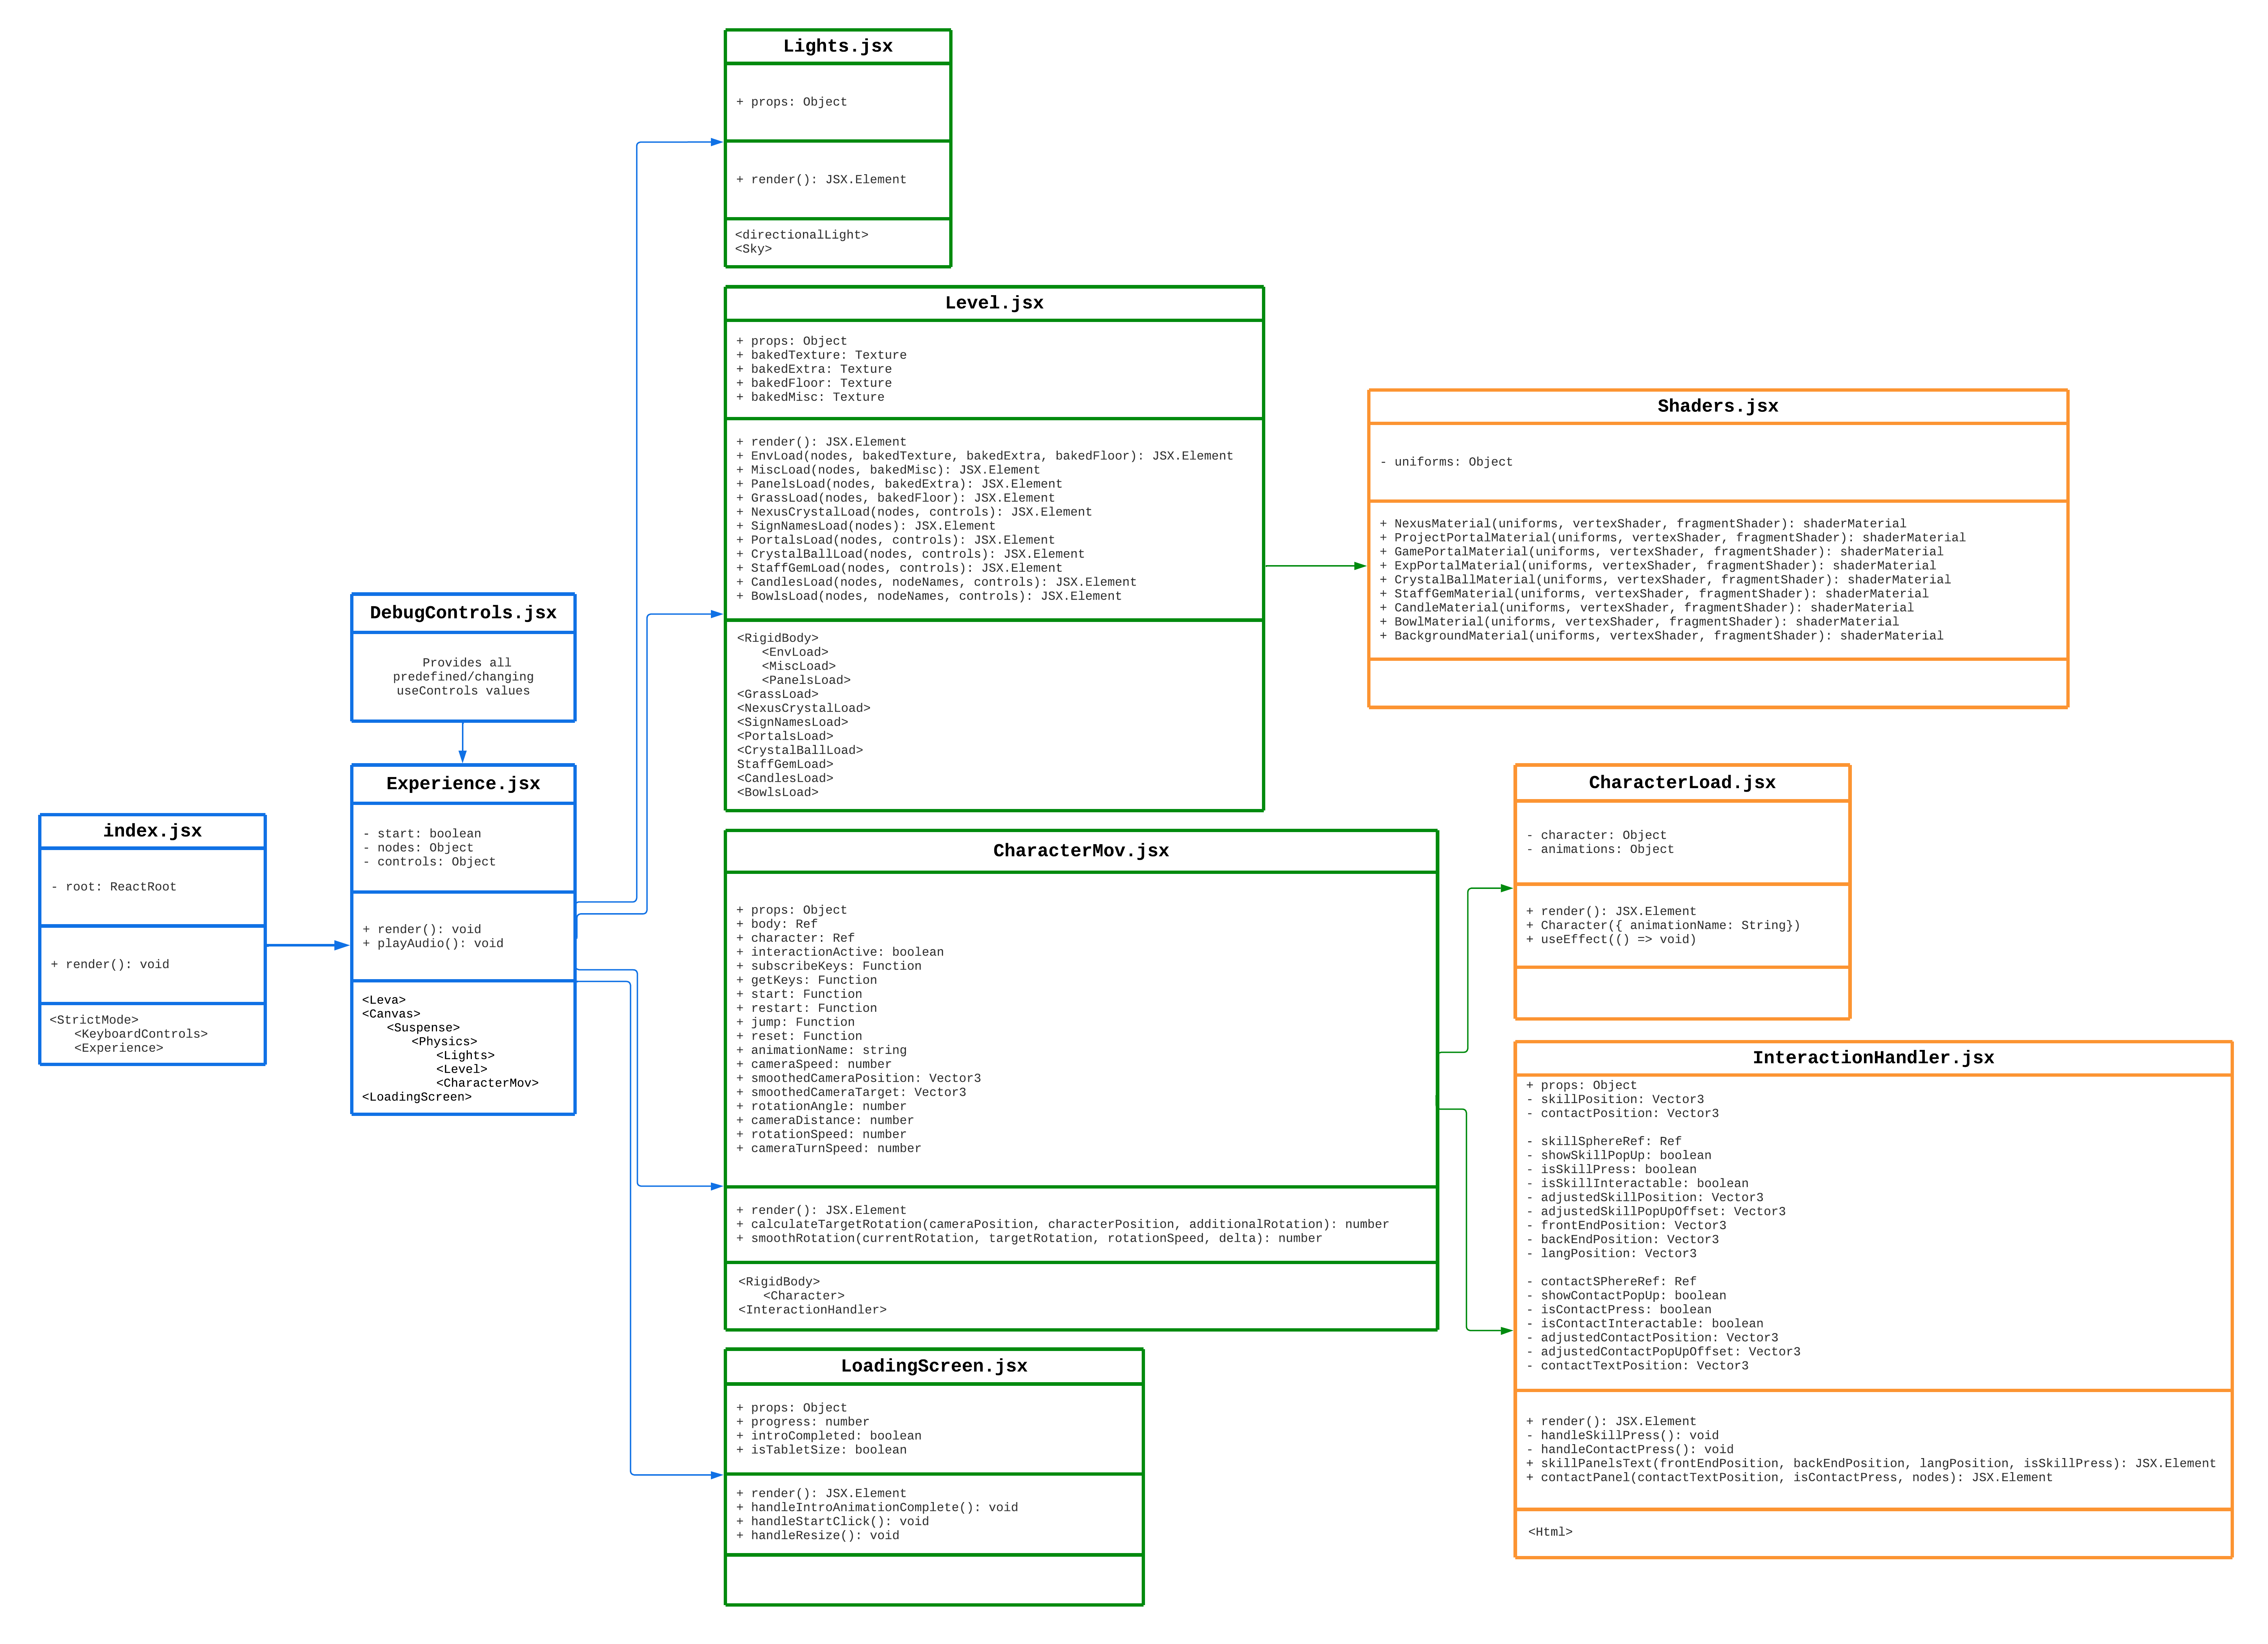 Lights.jsx
+ props: Object
+ render(): JSX.Element
<directionalLight>
<Sky>
Level.jsx
+ props: Object
+ bakedTexture: Texture
+ bakedExtra: Texture
+ bakedFloor: Texture
+ bakedMisc: Texture
+ render(): JSX.Element
+ EnvLoad(nodes, bakedTexture, bakedExtra, bakedFloor): JSX.Element
+ MiscLoad(nodes, bakedMisc): JSX.Element
+ PanelsLoad(nodes, bakedExtra): JSX.Element
+ GrassLoad(nodes, bakedFloor): JSX.Element
+ NexusCrystalLoad(nodes, controls): JSX.Element
+ SignNamesLoad(nodes): JSX.Element
+ PortalsLoad(nodes, controls): JSX.Element
+ CrystalBallLoad(nodes, controls): JSX.Element
+ StaffGemLoad(nodes, controls): JSX.Element
+ CandlesLoad(nodes, nodeNames, controls): JSX.Element
+ BowlsLoad(nodes, nodeNames, controls): JSX.Element
<RigidBody>
<EnvLoad>
<MiscLoad>
<PanelsLoad>
<GrassLoad>
<NexusCrystalLoad>
<SignNamesLoad>
<PortalsLoad>
<CrystalBallLoad>
StaffGemLoad>
<CandlesLoad>
<BowlsLoad>
Shaders.jsx
- uniforms: Object
+ NexusMaterial(uniforms, vertexShader, fragmentShader): shaderMaterial
+ ProjectPortalMaterial(uniforms, vertexShader, fragmentShader): shaderMaterial
+ GamePortalMaterial(uniforms, vertexShader, fragmentShader): shaderMaterial
+ ExpPortalMaterial(uniforms, vertexShader, fragmentShader): shaderMaterial
+ CrystalBallMaterial(uniforms, vertexShader, fragmentShader): shaderMaterial
+ StaffGemMaterial(uniforms, vertexShader, fragmentShader): shaderMaterial
+ CandleMaterial(uniforms, vertexShader, fragmentShader): shaderMaterial
+ BowlMaterial(uniforms, vertexShader, fragmentShader): shaderMaterial
+ BackgroundMaterial(uniforms, vertexShader, fragmentShader): shaderMaterial
DebugControls.jsx
Provides all
predefined/changing
useControls values
Experience.jsx
- start: boolean
- nodes: Object
- controls: Object
+ render(): void
+ playAudio(): void
<Leva>
<Canvas>
<Suspense>
<Physics>
<Lights>
<Level>
<CharacterMov>
<LoadingScreen>
index.jsx
- root: ReactRoot
+ render(): void
<StrictMode>
<KeyboardControls>
<Experience>
CharacterMov.jsx
+ props: Object
+ body: Ref
+ character: Ref
+ interactionActive: boolean
+ subscribeKeys: Function
+ getKeys: Function
+ start: Function
+ restart: Function
+ jump: Function
+ reset: Function
+ animationName: string
+ cameraSpeed: number
+ smoothedCameraPosition: Vector3
+ smoothedCameraTarget: Vector3
+ rotationAngle: number
+ cameraDistance: number
+ rotationSpeed: number
+ cameraTurnSpeed: number
+ render(): JSX.Element
+ calculateTargetRotation(cameraPosition, characterPosition, additionalRotation): number
+ smoothRotation(currentRotation, targetRotation, rotationSpeed, delta): number
<RigidBody>
<Character>
<InteractionHandler>
CharacterLoad.jsx
- character: Object
- animations: Object
+ render(): JSX.Element
+ Character({ animationName: String})
+ useEffect(() => void)
InteractionHandler.jsx
+ props: Object
- skillPosition: Vector3
- contactPosition: Vector3
- skillSphereRef: Ref
- showSkillPopUp: boolean
- isSkillPress: boolean
- isSkillInteractable: boolean
- adjustedSkillPosition: Vector3
- adjustedSkillPopUpOffset: Vector3
- frontEndPosition: Vector3
- backEndPosition: Vector3
- langPosition: Vector3
- contactSPhereRef: Ref
- showContactPopUp: boolean
- isContactPress: boolean
- isContactInteractable: boolean
- adjustedContactPosition: Vector3
- adjustedContactPopUpOffset: Vector3
- contactTextPosition: Vector3
+ render(): JSX.Element
- handleSkillPress(): void
- handleContactPress(): void
+ skillPanelsText(frontEndPosition, backEndPosition, langPosition, isSkillPress): JSX.Element
+ contactPanel(contactTextPosition, isContactPress, nodes): JSX.Element
<Html>
LoadingScreen.jsx
+ props: Object
+ progress: number
+ introCompleted: boolean
+ isTabletSize: boolean
+ render(): JSX.Element
+ handleIntroAnimationComplete(): void
+ handleStartClick(): void
+ handleResize(): void